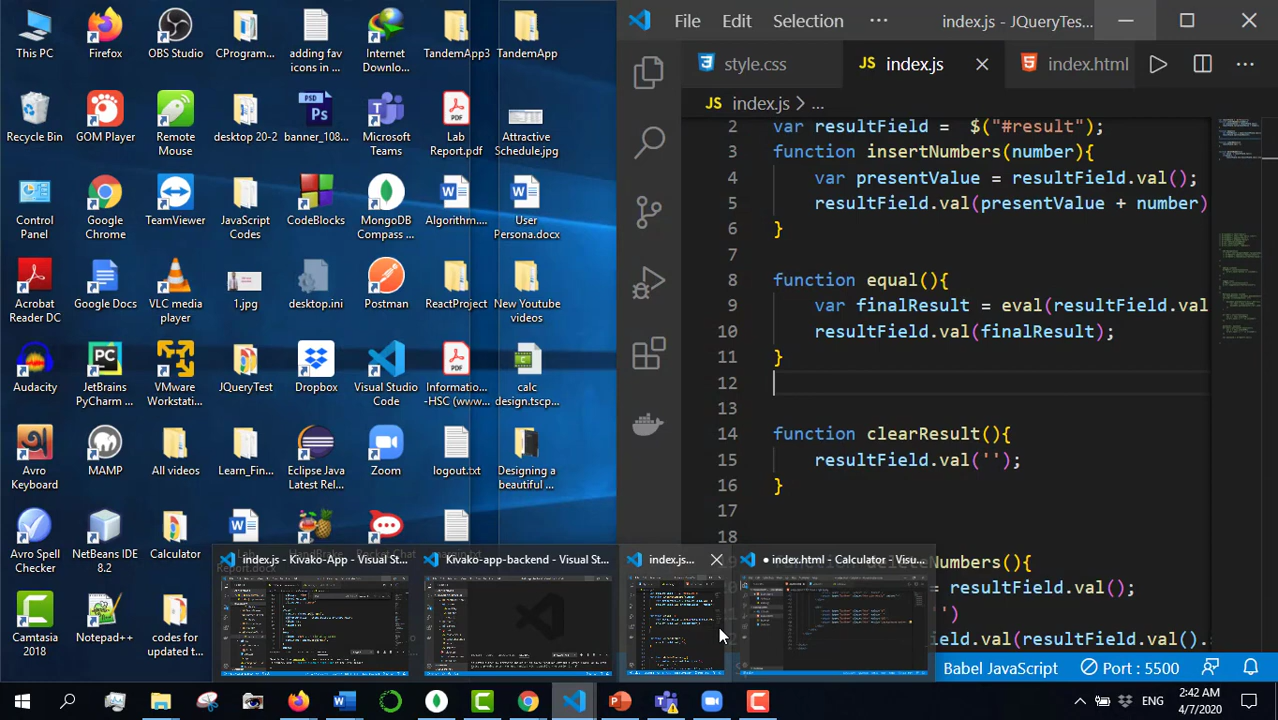 This PC
Firefox
OBS Studio
CProgram...
adding fav
icons in ...
Internet
Downlo...
TandemApp3
TandemApp
Recycle Bin
GOM Player
Remote
Mouse
desktop 20-2
banner_108...
Microsoft
Teams
Lab
Report.pdf
Attractive
Schedule.jpg
Control
Panel
Google
Chrome
TeamViewer
JavaScript
Codes
CodeBlocks
MongoDB
Compass ...
Algorithm....
User
Persona.docx
Acrobat
Reader DC
Google Docs
VLC media
player
1.jpg
desktop.ini
Postman
ReactProject
New Youtube
videos
Audacity
JetBrains
PyCharm ...
VMware
Workstati...
JQueryTest
Dropbox
Visual Studio
Code
Informatio...
-HSC (www...
calc
design.tscp...
Avro
Keyboard
MAMP
All videos
Learn_Fin...
Eclipse Java
Latest Rel...
Zoom
logout.txt
Designing a
beautiful ...
Avro Spell
Checker
NetBeans IDE
8.2
Calculator
Camtasia
2018
Notepad++
codes for
updated t...
File Edit Selection ···
index.js - JQueryTes...
style.css
JS index.js
index.html
JS index.js > ...
2 var resultField = $("#result");
3 function insertNumbers(number){
4 var presentValue = resultField.val();
5 resultField.val(presentValue + number)
6 }
7
8 function equal(){
9 var finalResult = eval(resultField.val
10 resultField.val(finalResult);
11 }
12
13
14 function clearResult(){
15 resultField.val('');
16 }
17
18
Numbers(){
resultField.val();
')
ield.val(resultField.val().
index.js - Kivako-App - Visual St...
Kivako-app-backend - Visual St...
index.js...
● index.html - Calculator - Visu...
Babel JavaScript
Port : 5500
ENG
2:42 AM
4/7/2020